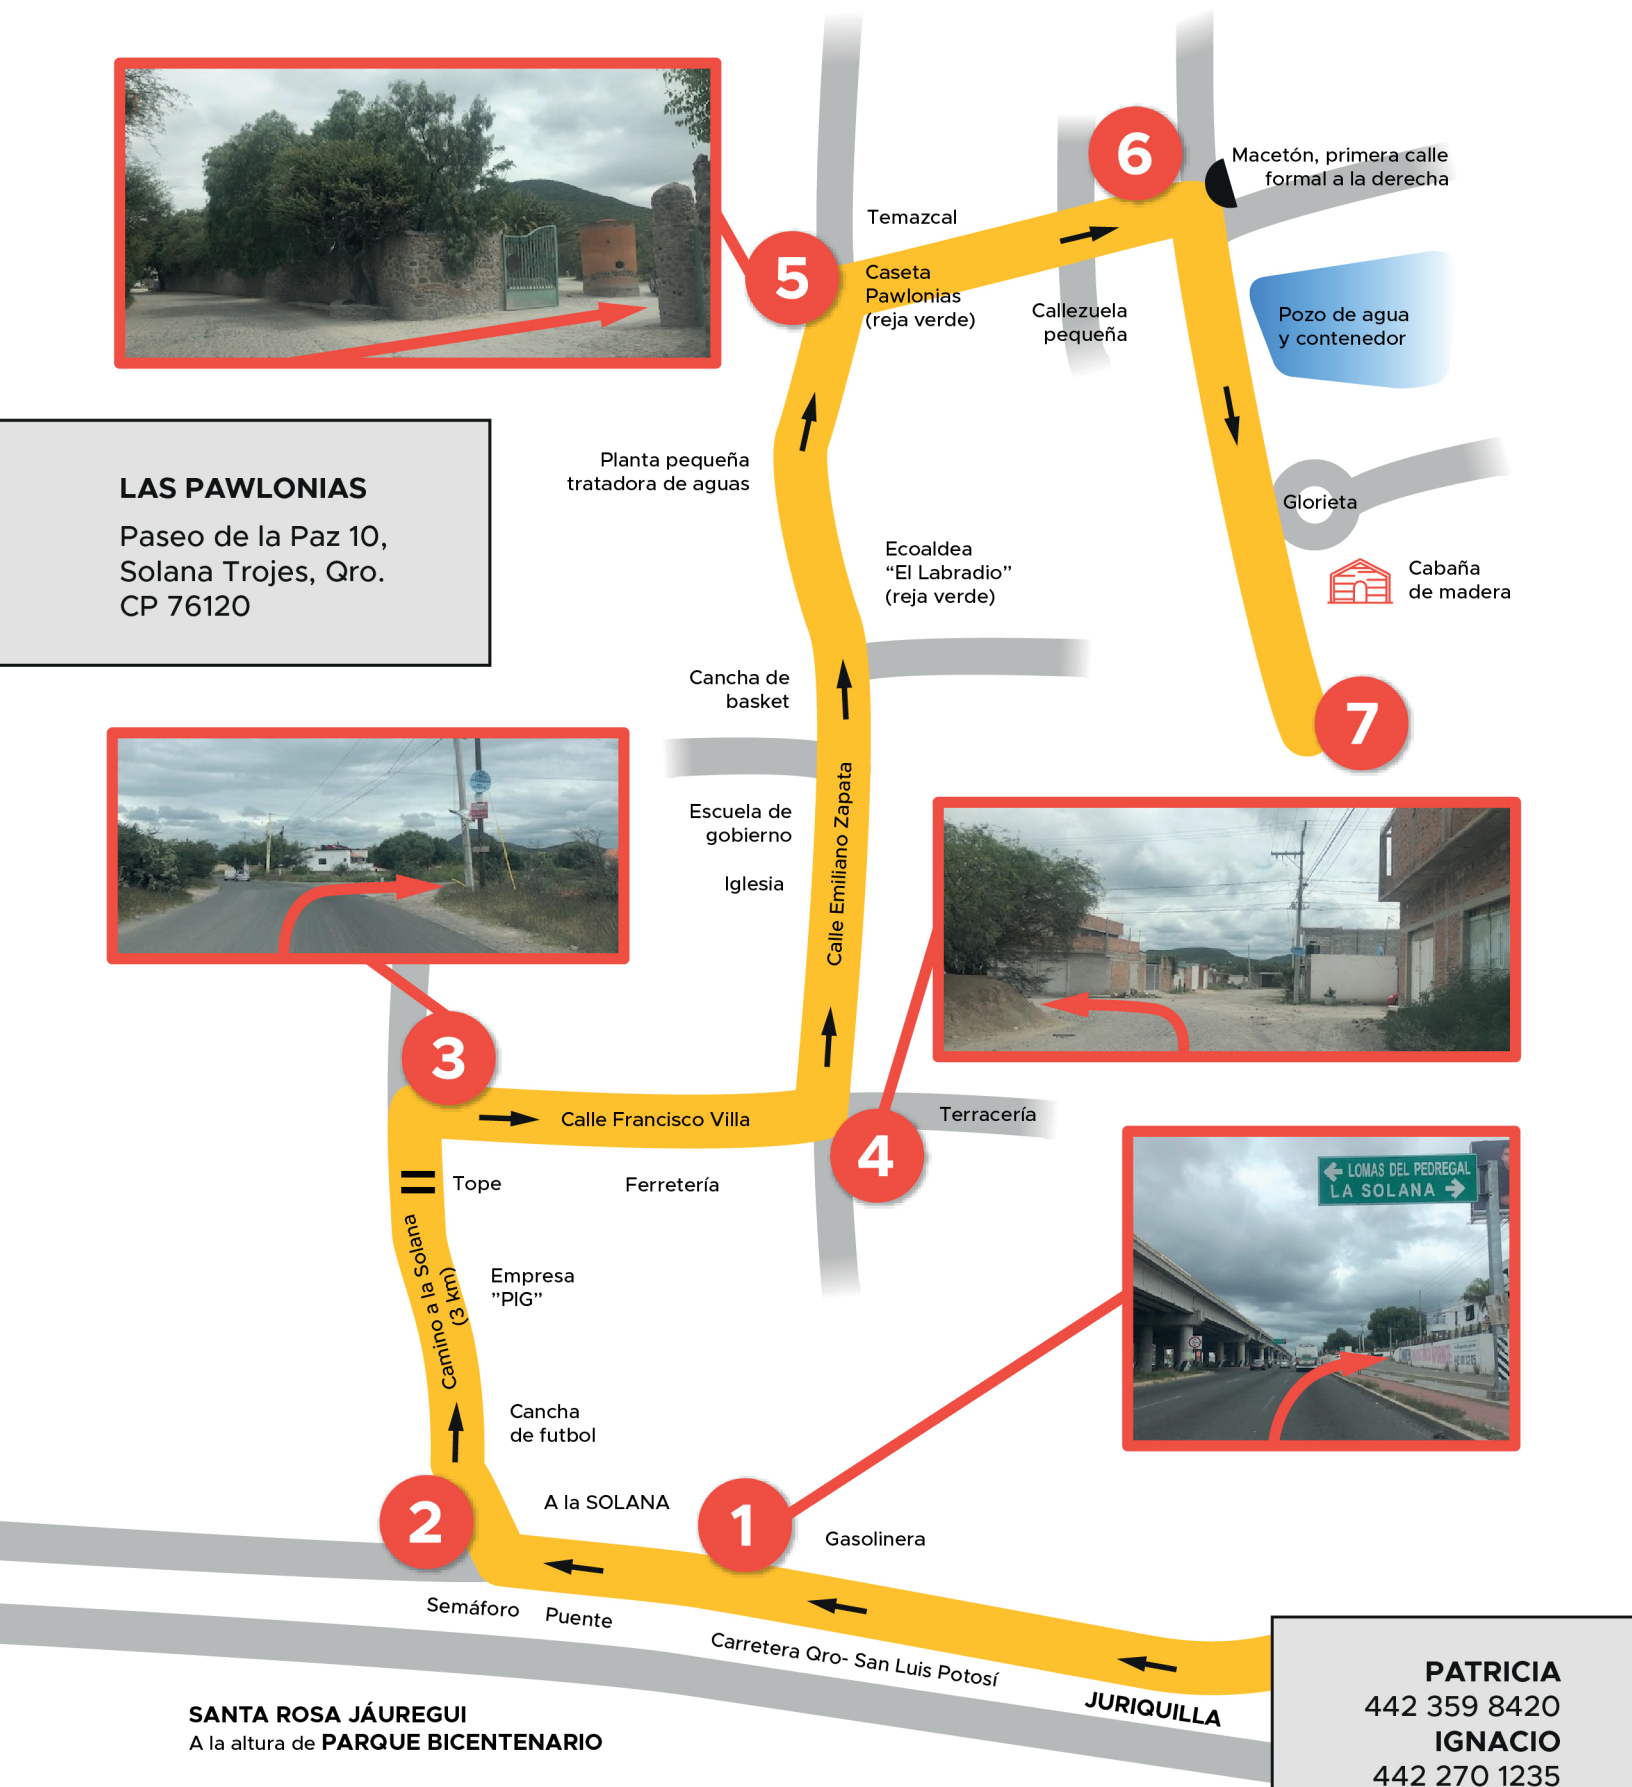 6
Macetón, primera calle
formal a la derecha
Temazcal
5
Caseta
Pawlonias
(reja verde)
Callezuela
pequeña
Pozo de agua
y contenedor
LAS PAWLONIAS
Paseo de la Paz 10,
Solana Trojes, Qro.
CP 76120
Planta pequeña
tratadora de aguas
Glorieta
Ecoaldea
“El Labradio”
(reja verde)
Cabaña
de madera
Cancha de
basket
7
Escuela de
gobierno
Iglesia
Calle Emiliano Zapata
3
Calle Francisco Villa
Terracería
4
Tope
Ferretería
Camino a la Solana
(3 km)
Empresa
”PIG”
LOMAS DEL PEDREGAL
LA SOLANA
Cancha
de futbol
A la SOLANA
2
1
Gasolinera
Semáforo
Puente
Carretera Qro- San Luis Potosí
JURIQUILLA
SANTA ROSA JÁUREGUI
A la altura de PARQUE BICENTENARIO
PATRICIA
442 359 8420
IGNACIO
442 270 1235